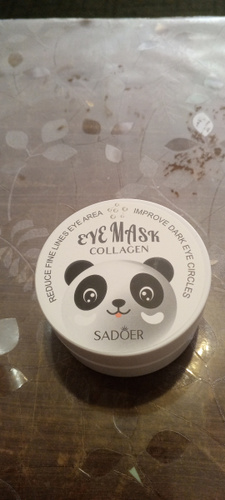 REDUCE FINE LINES EYE AREA
IMPROVE DARK EYE CIRCLES
EYE MASK
COLLAGEN
SADOER